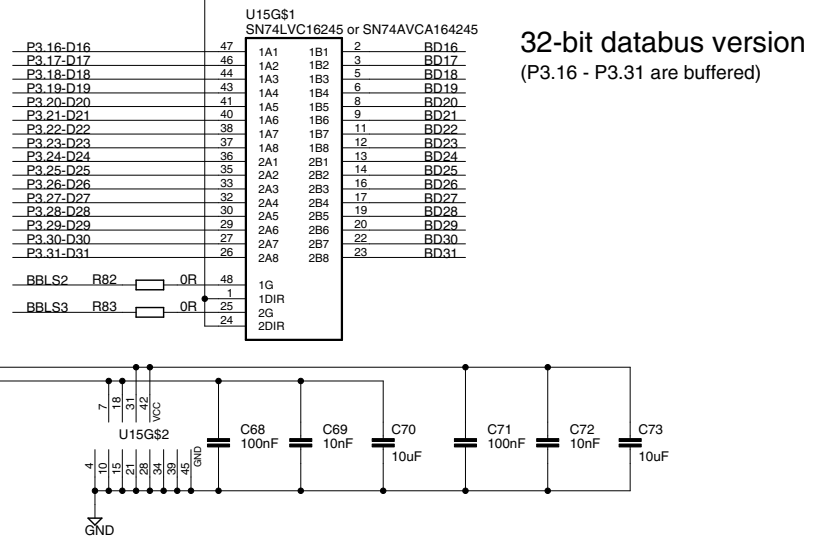 U15G$1
SN74LVC16245 or SN74AVCA164245
32-bit databus version
(P3.16 - P3.31 are buffered)
P3.16-D16 47 1A1 1B1 2 BD16
P3.17-D17 46 1A2 1B2 3 BD17
P3.18-D18 44 1A3 1B3 5 BD18
P3.19-D19 43 1A4 1B4 6 BD19
P3.20-D20 41 1A5 1B5 8 BD20
P3.21-D21 40 1A6 1B6 9 BD21
P3.22-D22 38 1A7 1B7 11 BD22
P3.23-D23 37 1A8 1B8 12 BD23
P3.24-D24 36 2A1 2B1 13 BD24
P3.25-D25 35 2A2 2B2 14 BD25
P3.26-D26 33 2A3 2B3 16 BD26
P3.27-D27 32 2A4 2B4 17 BD27
P3.28-D28 30 2A5 2B5 19 BD28
P3.29-D29 29 2A6 2B6 20 BD29
P3.30-D30 27 2A7 2B7 22 BD30
P3.31-D31 26 2A8 2B8 23 BD31
BBLS2 R82 0R 48 1G
1 1DIR
BBLS3 R83 0R 25 2G
24 2DIR
7 18 31 42 VCC
U15G$2
4 10 15 21 28 34 39 45 GND
C68
100nF
C69
10nF
C70
10uF
C71
100nF
C72
10nF
C73
10uF
GND